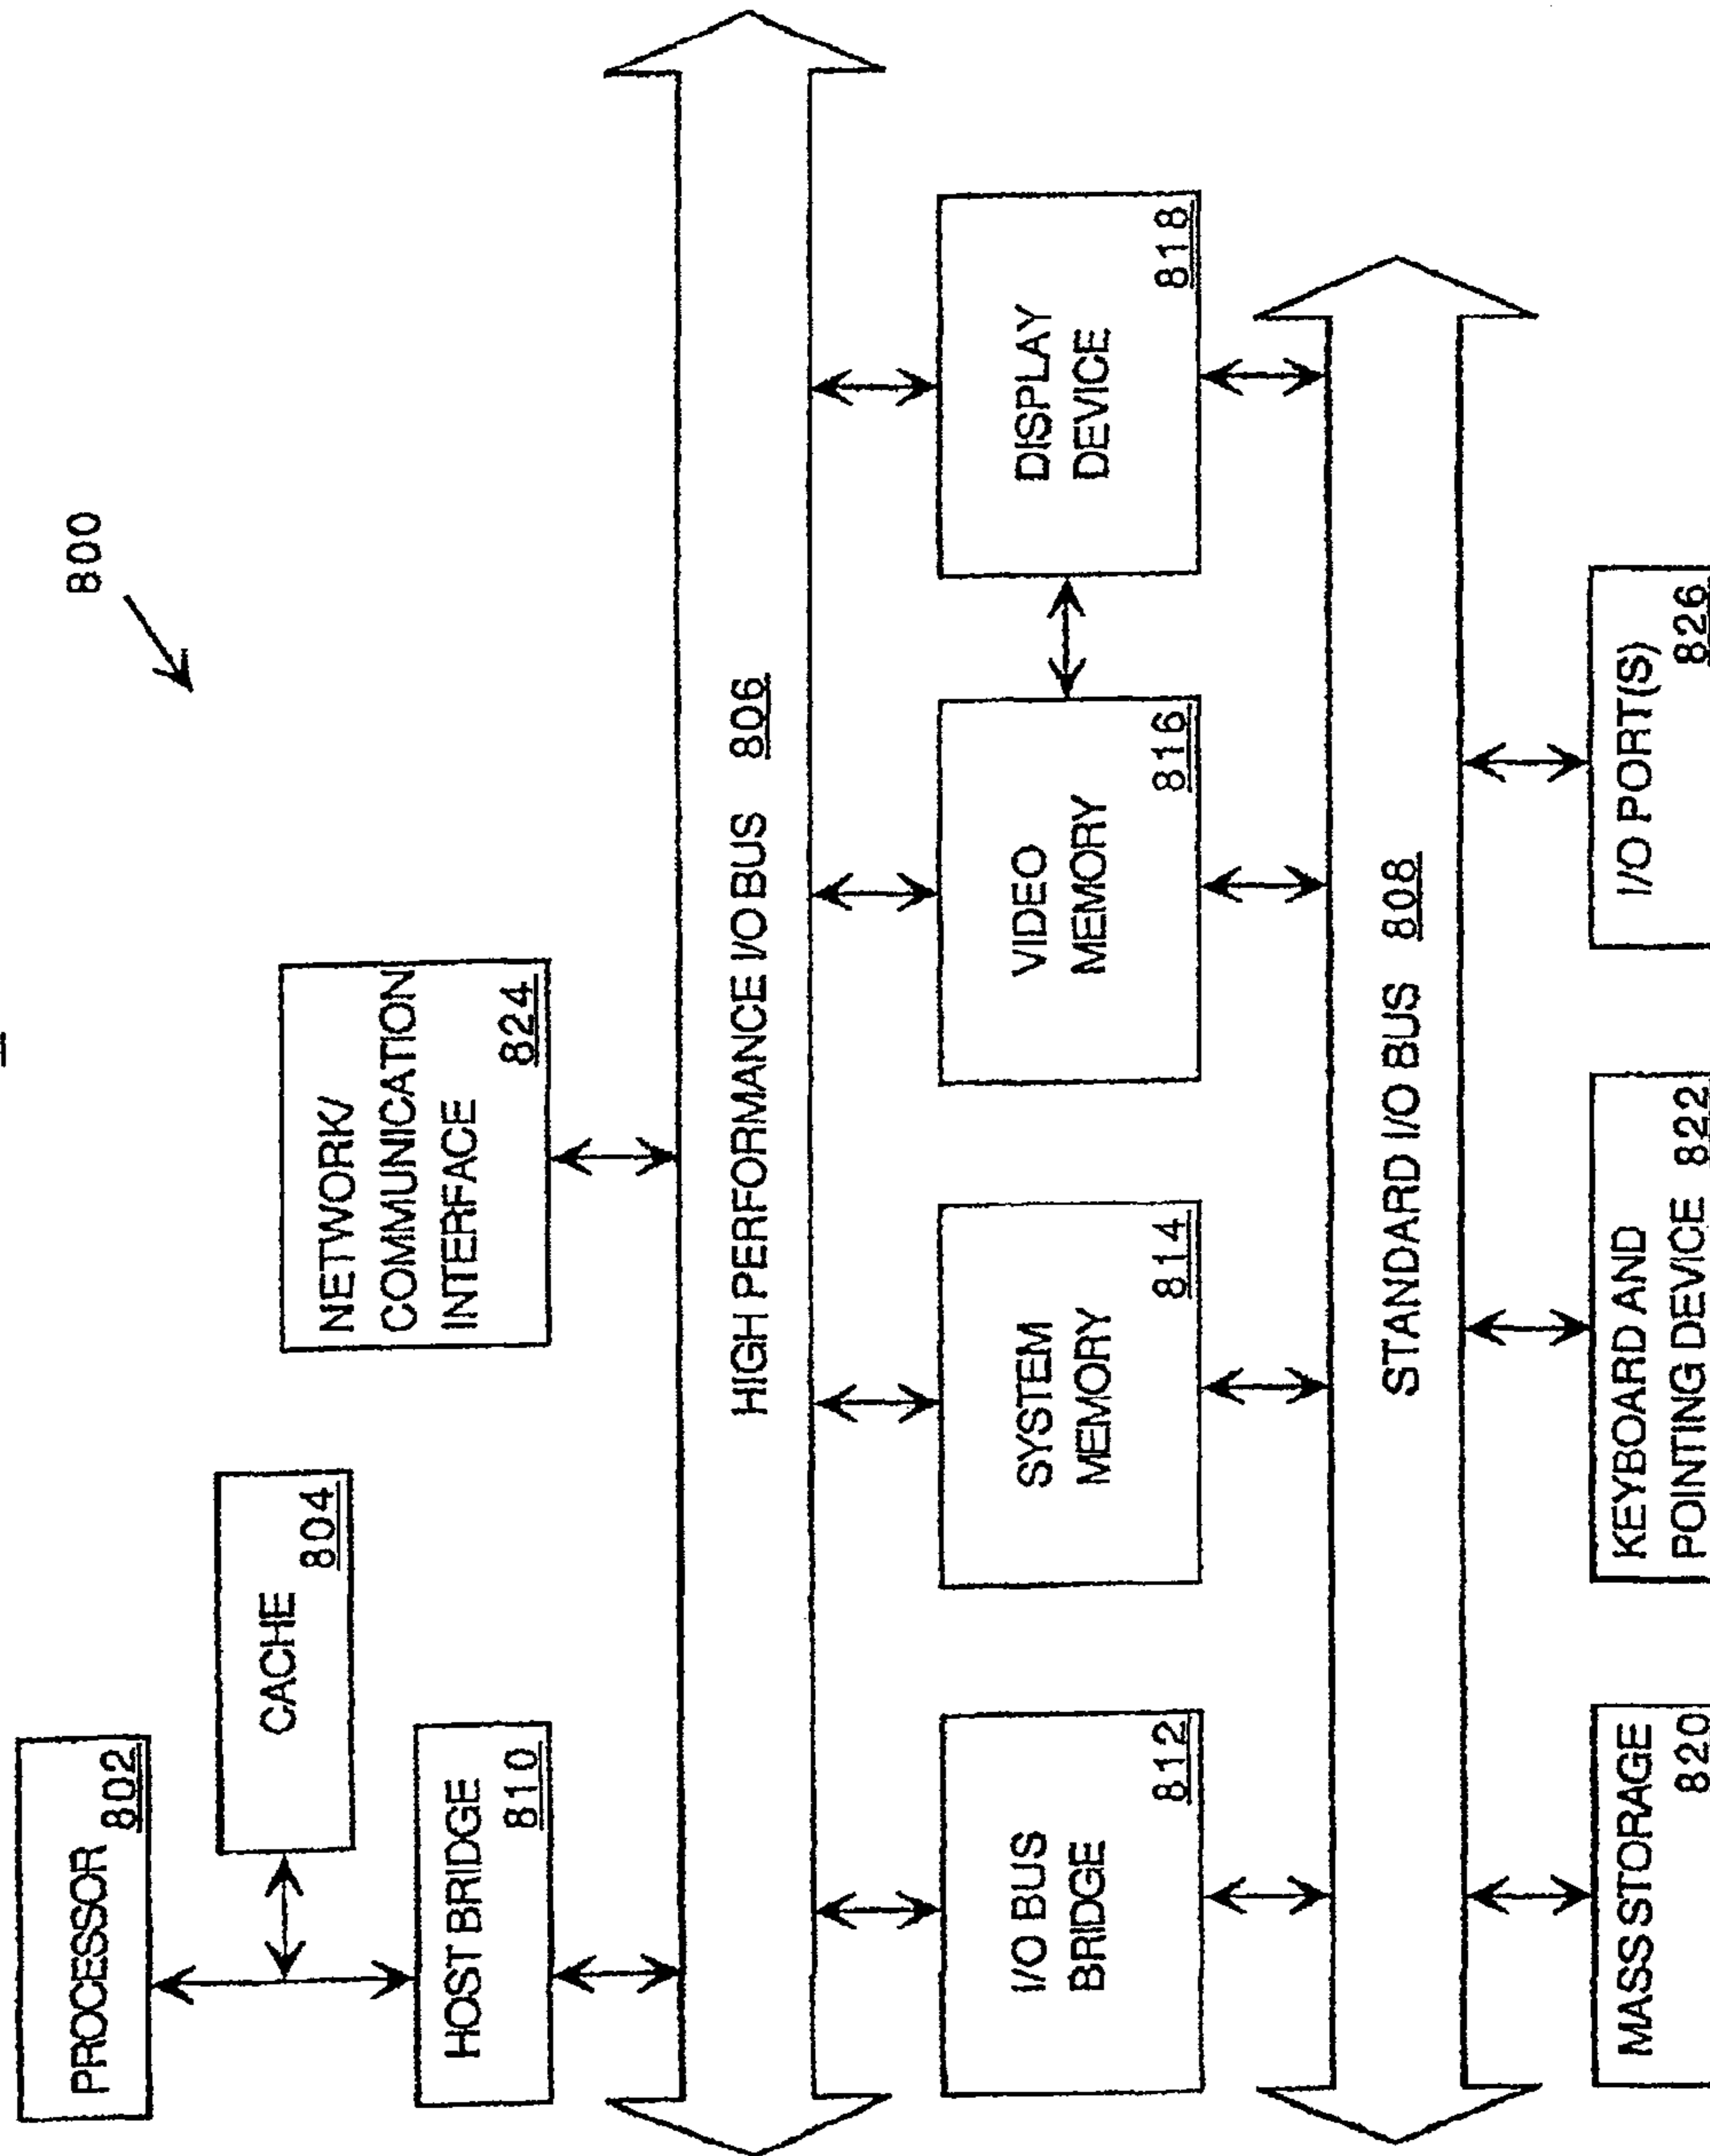 800
PROCESSOR
802
CACHE
804
HOST BRIDGE
810
NETWORK/
COMMUNICATION
INTERFACE
824
HIGH PERFORMANCE I/O BUS 806
I/O BUS
BRIDGE
812
SYSTEM
MEMORY
814
VIDEO
MEMORY
816
DISPLAY
DEVICE
818
STANDARD I/O BUS 808
MASS STORAGE
820
KEYBOARD AND
POINTING DEVICE 822
I/O PORT(S)
826